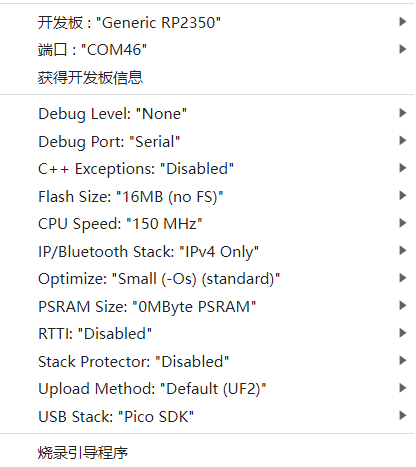 开发板 : "Generic RP2350"
端口 : "COM46"
获得开发板信息
Debug Level: "None"
Debug Port: "Serial"
C++ Exceptions: "Disabled"
Flash Size: "16MB (no FS)"
CPU Speed: "150 MHz"
IP/Bluetooth Stack: "IPv4 Only"
Optimize: "Small (-Os) (standard)"
PSRAM Size: "0MByte PSRAM"
RTTI: "Disabled"
Stack Protector: "Disabled"
Upload Method: "Default (UF2)"
USB Stack: "Pico SDK"
烧录引导程序